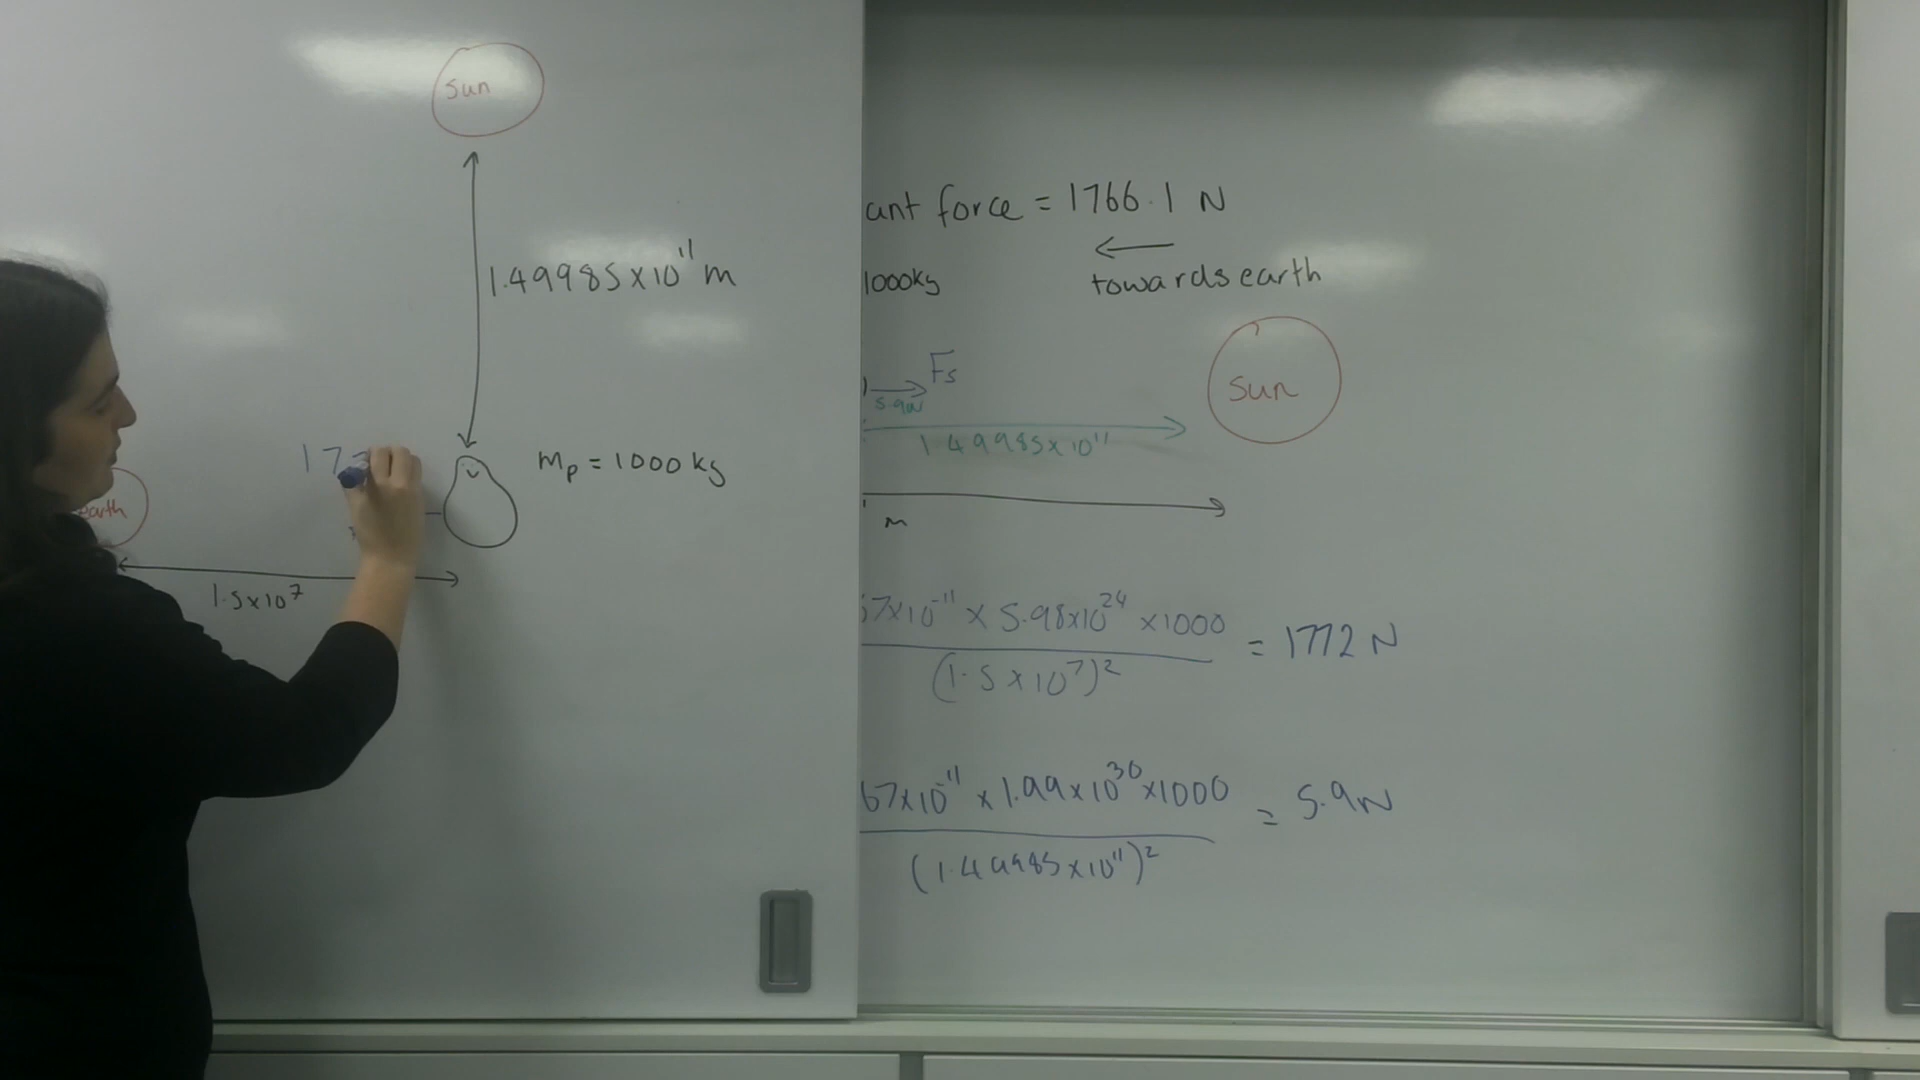 sun
1.49985x10¹¹ m
17
mₚ = 1000 kg
earth
1.5x10⁷
ant force = 1766.1 N
towards earth
1000kg
Fs
5.9N
1.49985x10¹¹
sun
m
67x10⁻¹¹ x 5.98x10²⁴ x1000
(1.5 x 10⁷)²
= 1772 N
67x10⁻¹¹ x 1.99x10³⁰ x1000
(1.49985x10¹¹)²
= 5.9N